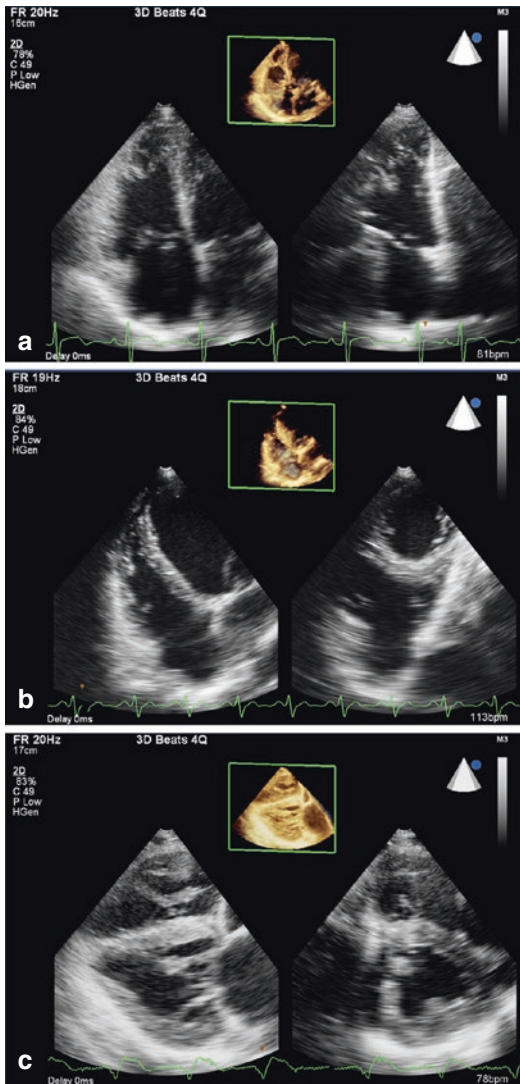 FR 20Hz 3D Beats 4Q M3
16cm
2D
78%
C 49
P Low
HGen
a
Delay 0ms 81bpm
FR 19Hz 3D Beats 4Q M3
18cm
2D
84%
C 49
P Low
HGen
b
Delay 0ms 113bpm
FR 20Hz 3D Beats 4Q M3
17cm
2D
83%
C 49
P Low
HGen
c
Delay 0ms 78bpm